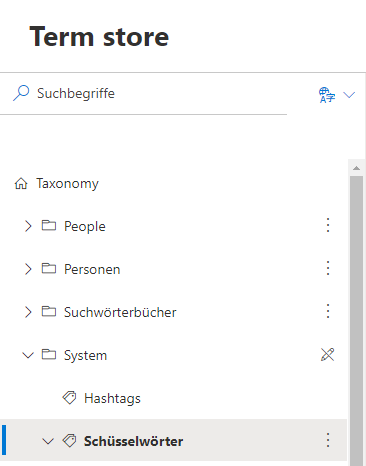 Term store
Suchbegriffe
Taxonomy
People
Personen
Suchwörterbücher
System
Hashtags
Schüsselwörter